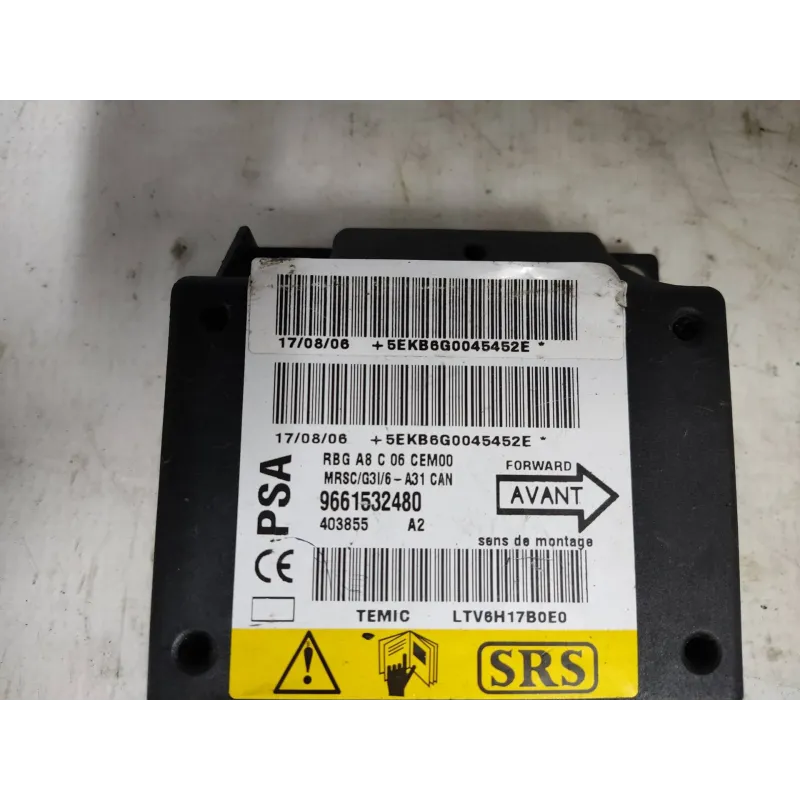 17/08/06 +5EKB6G0045452E *
17/08/06 +5EKB6G0045452E *
PSA
RBG A8 C 06 CEM00
MRSC/G3I/6-A31 CAN
9661532480
403855 A2
FORWARD
AVANT
sens de montage
CE
TEMIC LTV6H17B0E0
SRS